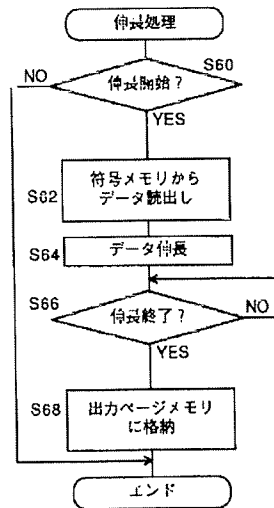 伸長処理
NO
伸長開始?
S60
YES
S62
符号メモリから
データ読出し
S64
データ伸長
S66
伸長終了?
NO
YES
S68
出力ページメモリ
に格納
エンド